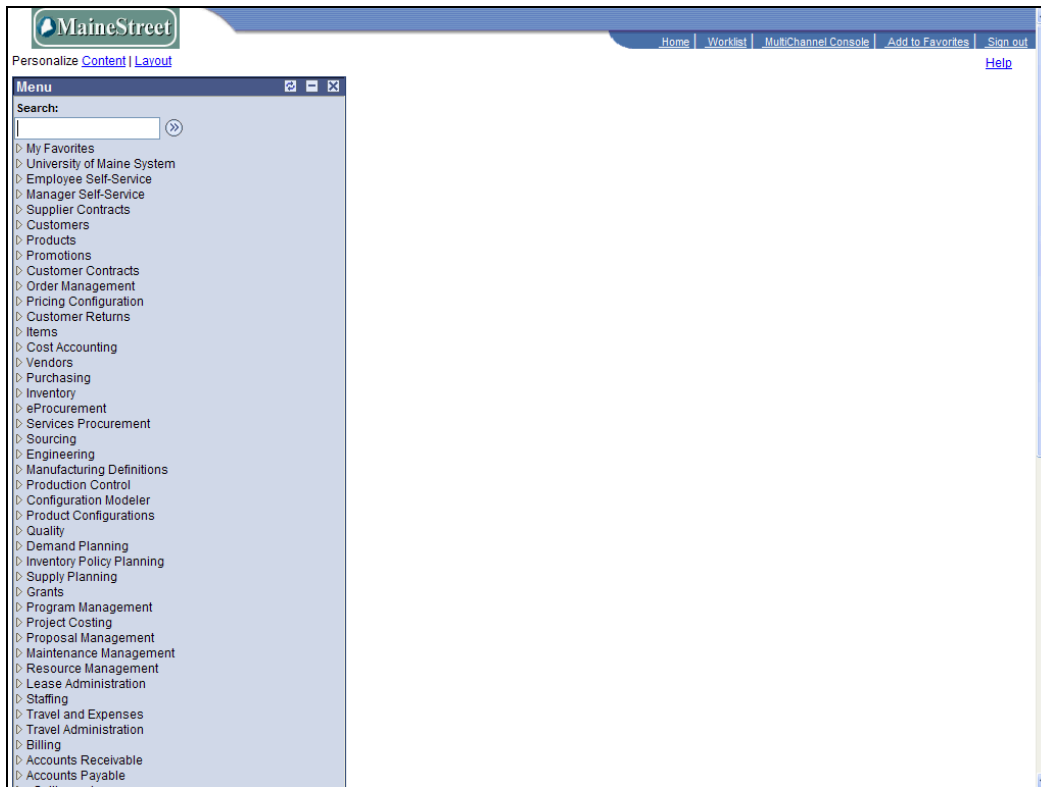 MaineStreet
Home | Worklist | MultiChannel Console | Add to Favorites | Sign out
Personalize Content | Layout
Help
Menu
Search:
My Favorites
University of Maine System
Employee Self-Service
Manager Self-Service
Supplier Contracts
Customers
Products
Promotions
Customer Contracts
Order Management
Pricing Configuration
Customer Returns
Items
Cost Accounting
Vendors
Purchasing
Inventory
eProcurement
Services Procurement
Sourcing
Engineering
Manufacturing Definitions
Production Control
Configuration Modeler
Product Configurations
Quality
Demand Planning
Inventory Policy Planning
Supply Planning
Grants
Program Management
Project Costing
Proposal Management
Maintenance Management
Resource Management
Lease Administration
Staffing
Travel and Expenses
Travel Administration
Billing
Accounts Receivable
Accounts Payable